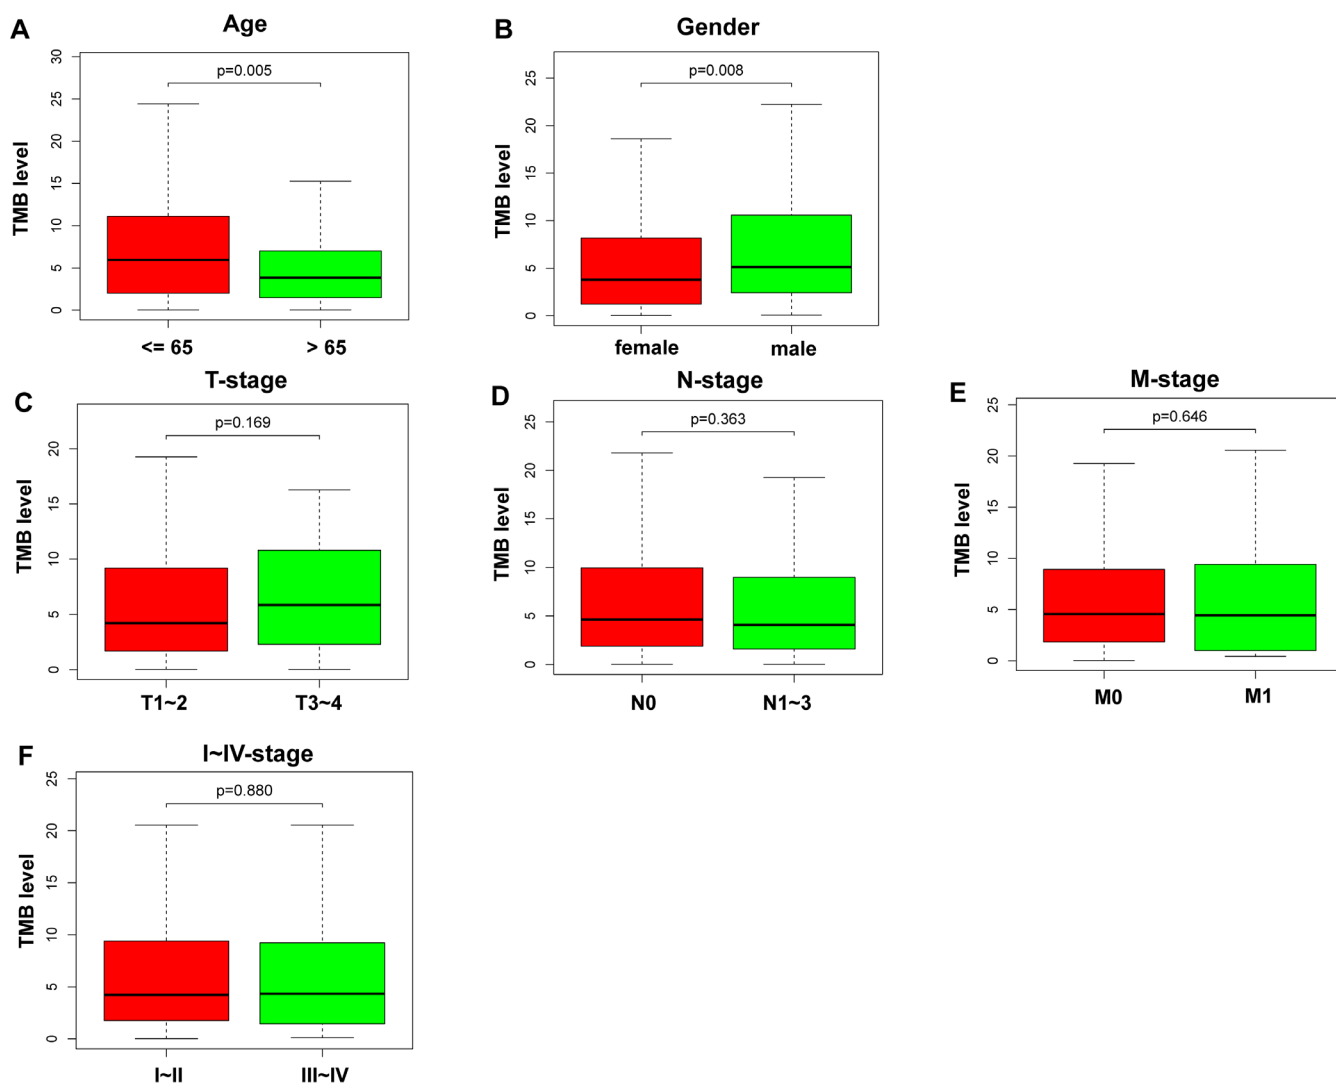 A
Age
p=0.005
TMB level
30
25
20
15
10
5
0
<= 65
> 65
B
Gender
p=0.008
TMB level
25
20
15
10
5
0
female
male
C
T-stage
p=0.169
TMB level
20
15
10
5
0
T1~2
T3~4
D
N-stage
p=0.363
TMB level
25
20
15
10
5
0
N0
N1~3
E
M-stage
p=0.646
TMB level
25
20
15
10
5
0
M0
M1
F
I~IV-stage
p=0.880
TMB level
25
20
15
10
5
0
I~II
III~IV